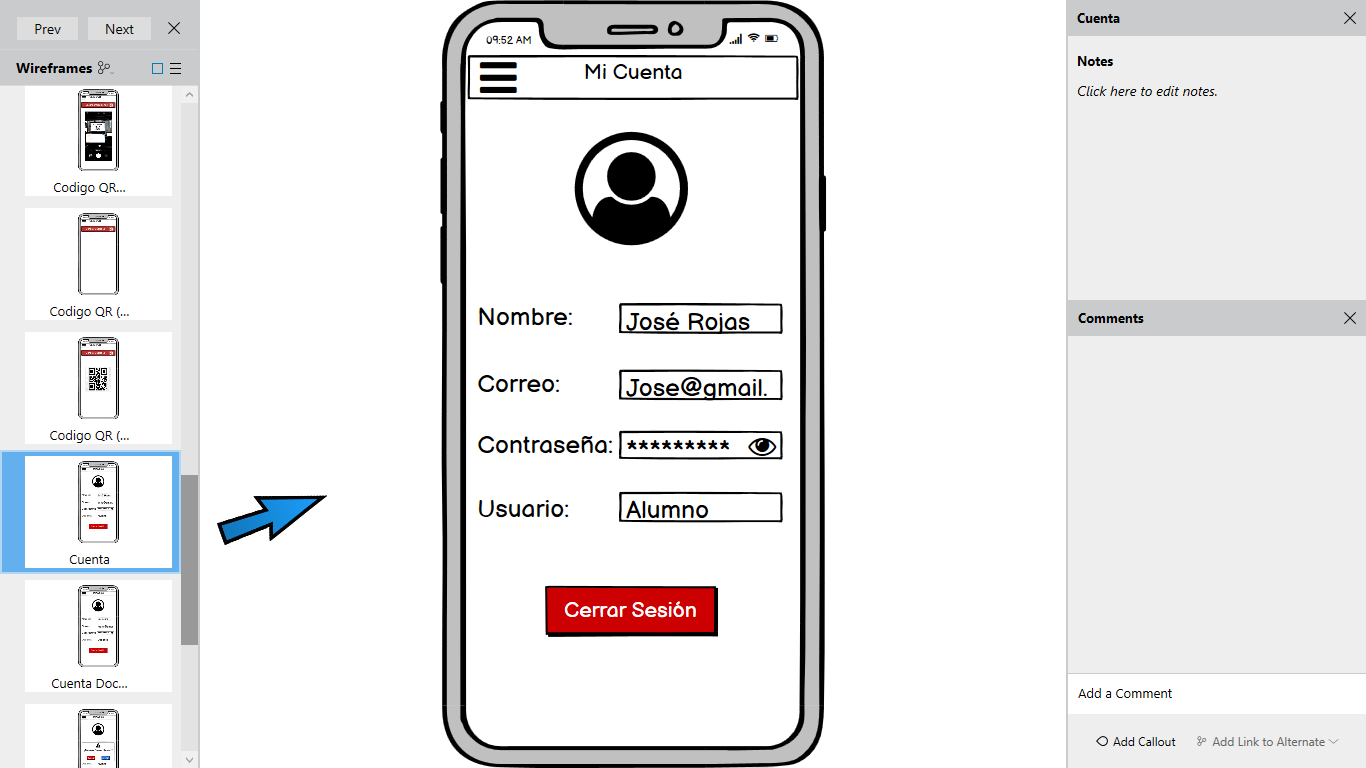 Prev Next
Wireframes
Codigo QR...
Codigo QR (...
Codigo QR (...
Cuenta
Cuenta Doc...
09:52 AM
Mi Cuenta
Nombre: José Rojas
Correo: Jose@gmail.
Contraseña: *********
Usuario: Alumno
Cerrar Sesión
Cuenta
Notes
Click here to edit notes.
Comments
Add a Comment
Add Callout Add Link to Alternate